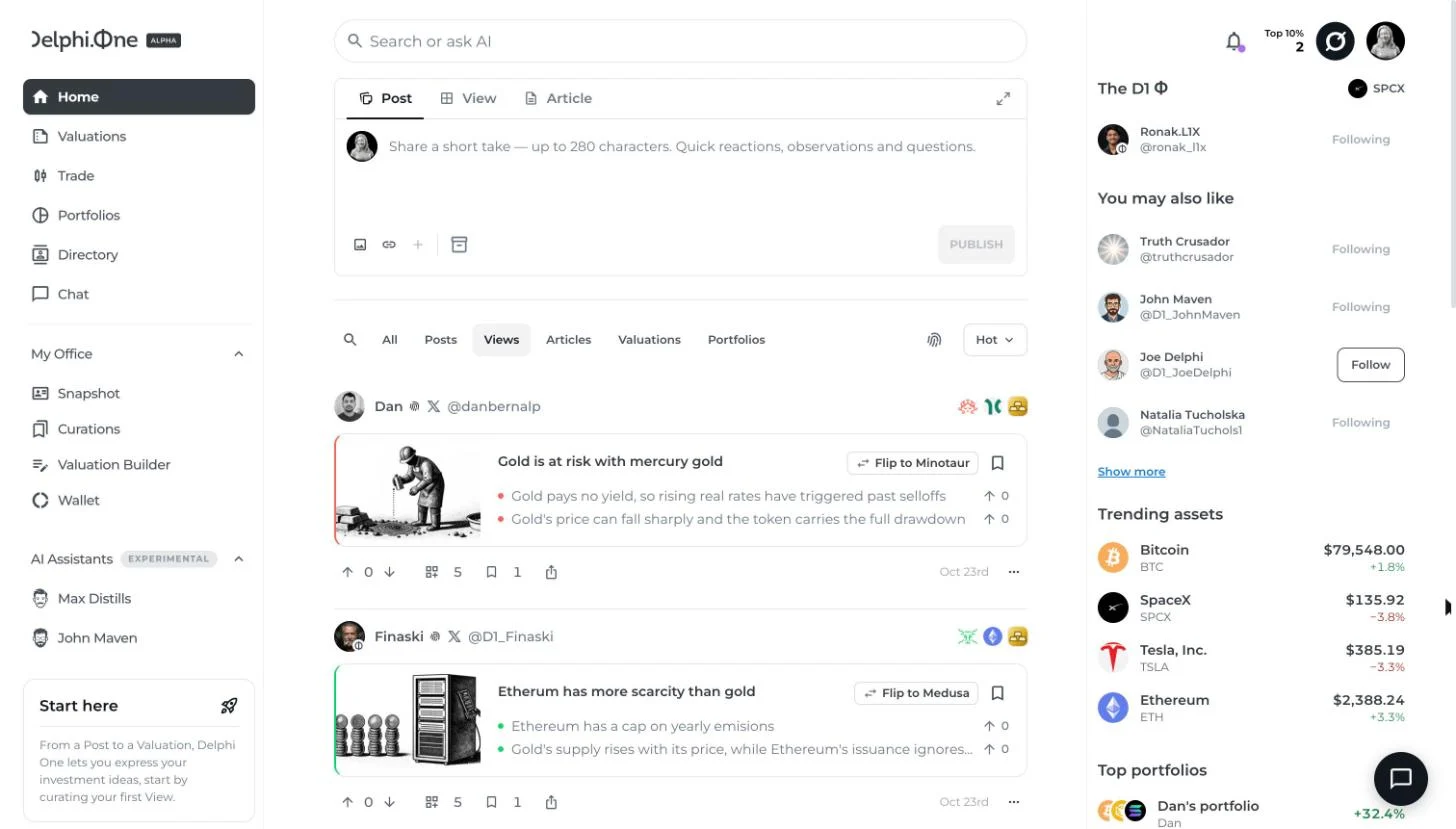 Delphi.One ALPHA
Home
Valuations
Trade
Portfolios
Directory
Chat
My Office
Snapshot
Curations
Valuation Builder
Wallet
AI Assistants EXPERIMENTAL
Max Distills
John Maven
Start here
From a Post to a Valuation, Delphi
One lets you express your
investment ideas, start by
curating your first View.
Search or ask AI
Post View Article
Share a short take — up to 280 characters. Quick reactions, observations and questions.
PUBLISH
All Posts Views Articles Valuations Portfolios Hot
Dan @danbernalp
Gold is at risk with mercury gold Flip to Minotaur
Gold pays no yield, so rising real rates have triggered past selloffs 0
Gold's price can fall sharply and the token carries the full drawdown 0
0 5 1 Oct 23rd
Finaski @D1_Finaski
Etherum has more scarcity than gold Flip to Medusa
Ethereum has a cap on yearly emisions 0
Gold's supply rises with its price, while Ethereum's issuance ignores... 0
0 5 1 Oct 23rd
Top 10%
2
The D1 Φ SPCX
Ronak.L1X
@ronak_l1x
Following
You may also like
Truth Crusador
@truthcrusador
Following
John Maven
@D1_JohnMaven
Following
Joe Delphi
@D1_JoeDelphi
Follow
Natalia Tucholska
@NataliaTuchols1
Following
Show more
Trending assets
Bitcoin $79,548.00
BTC +1.8%
SpaceX $135.92
SPCX −3.8%
Tesla, Inc. $385.19
TSLA −3.3%
Ethereum $2,388.24
ETH +3.3%
Top portfolios
Dan's portfolio
Dan
+32.4%